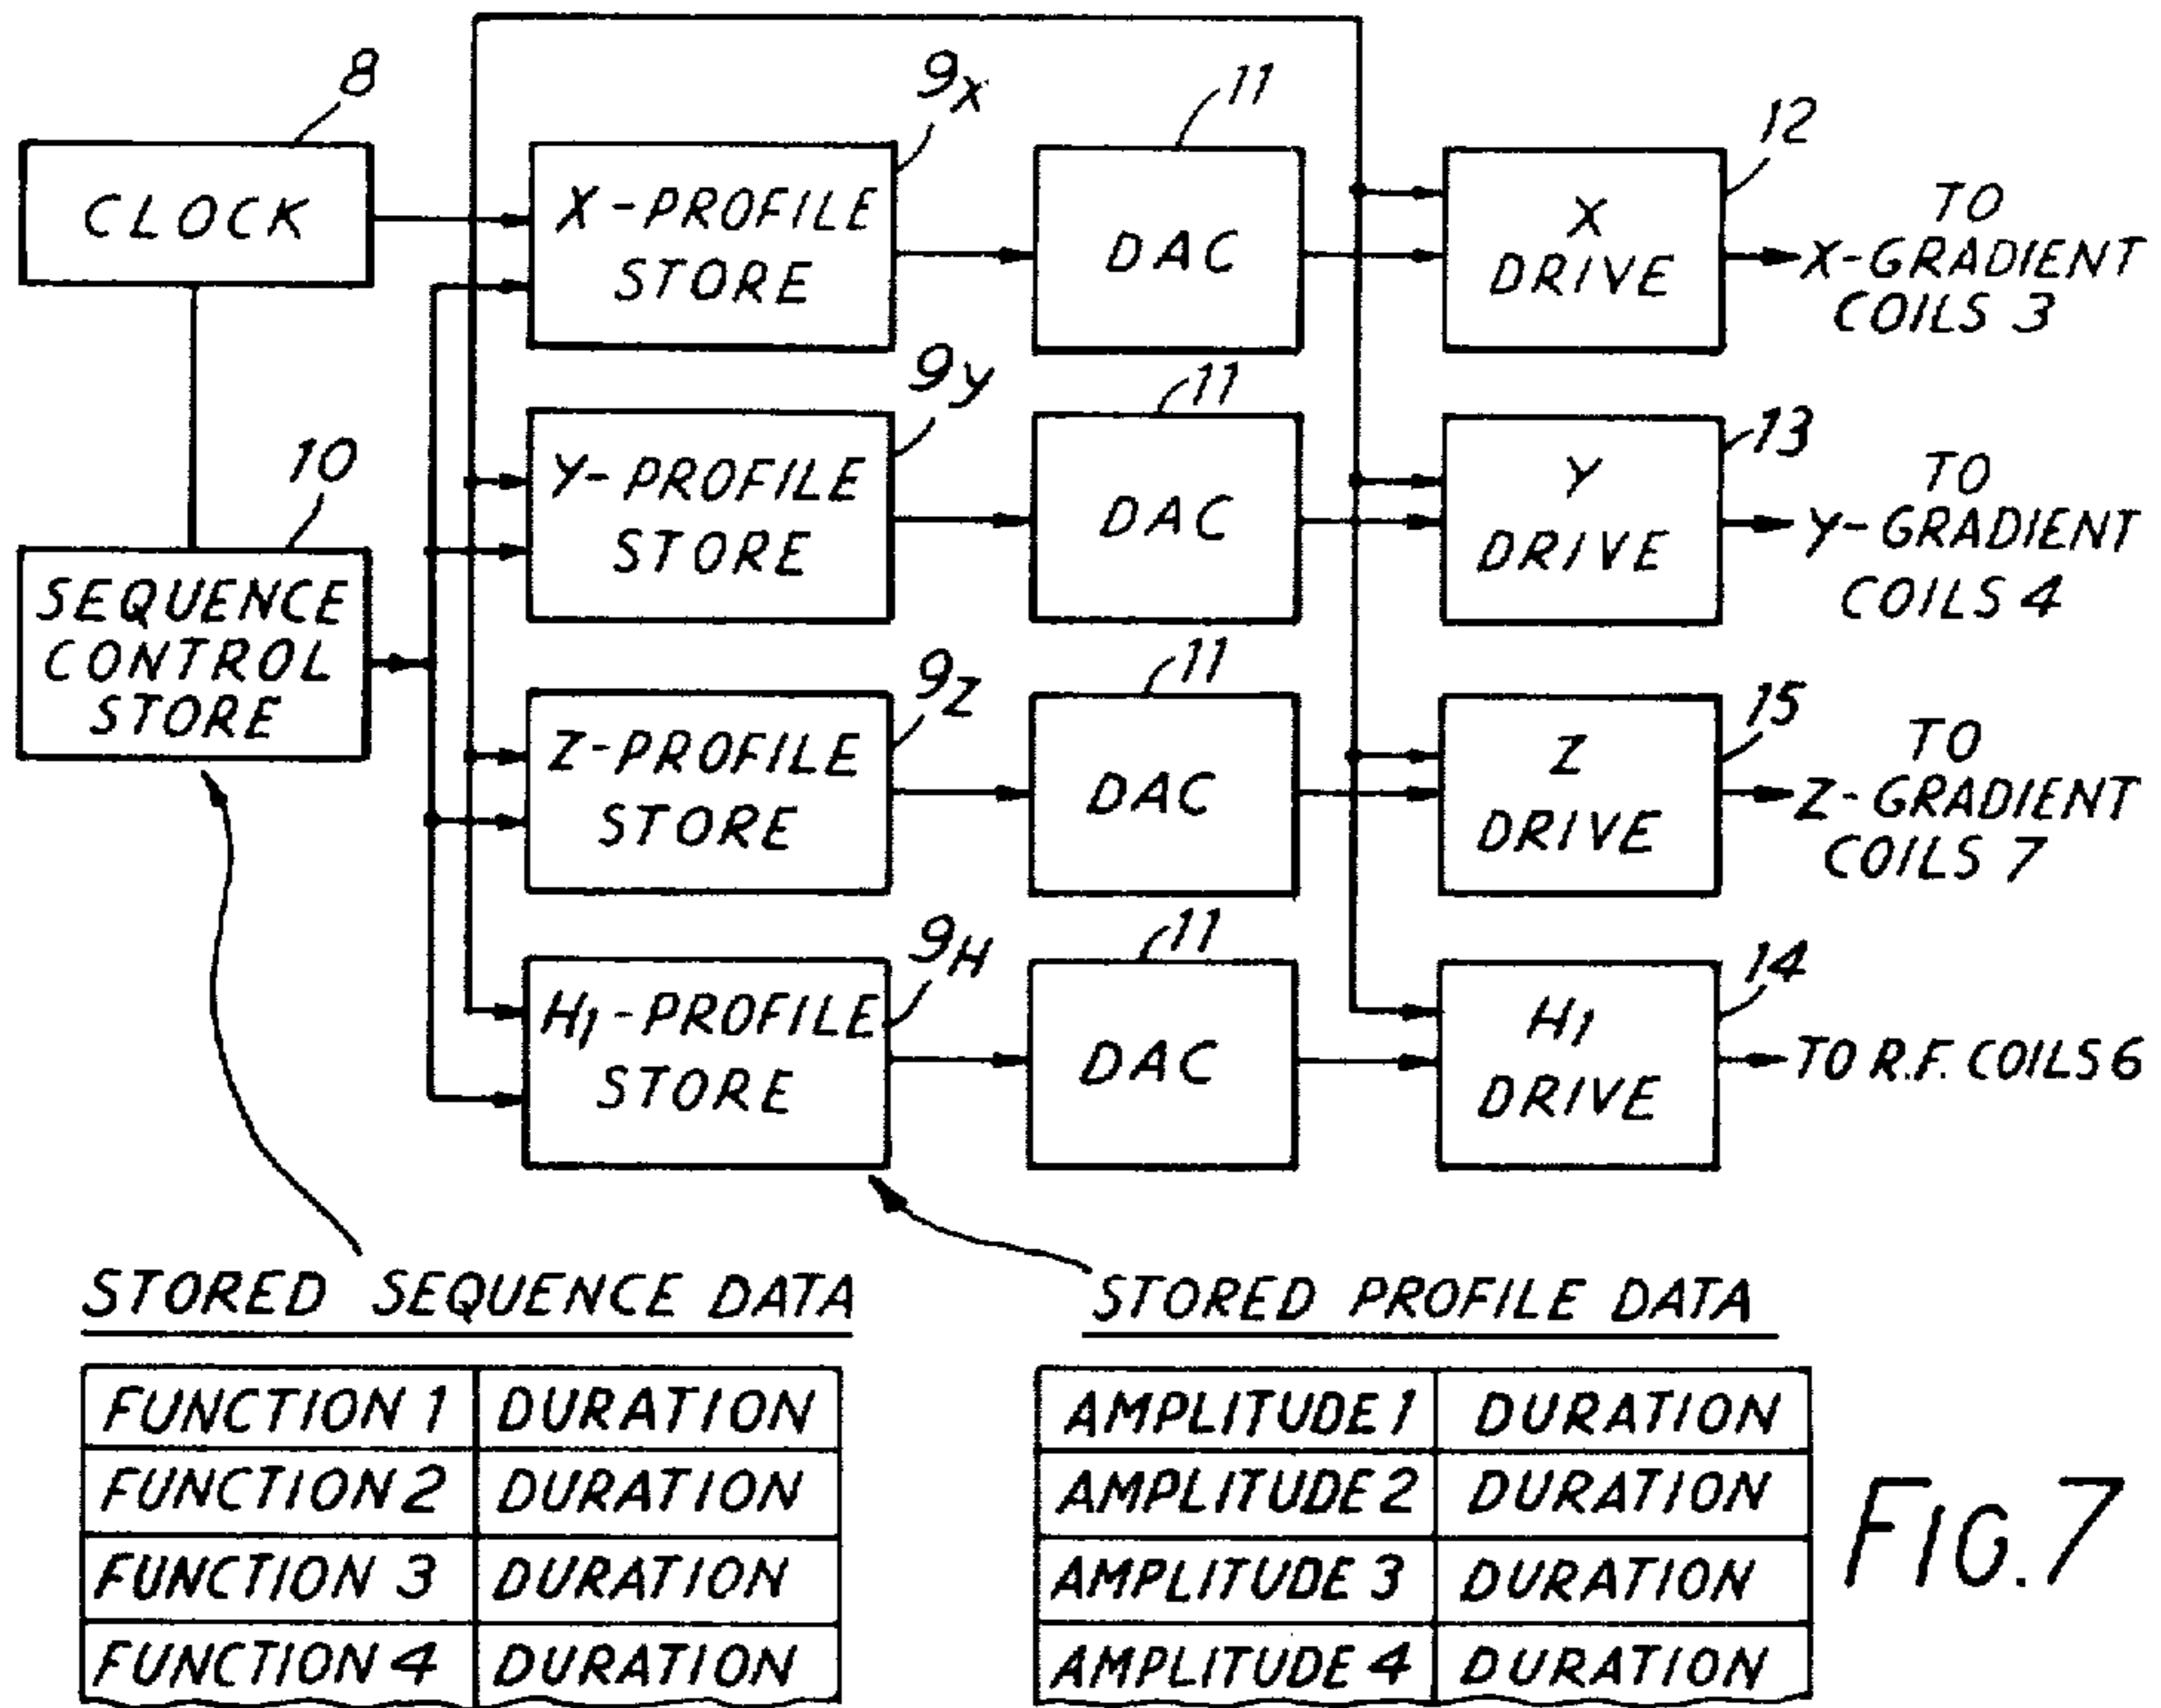 8
9X
11
12
CLOCK
X-PROFILE
STORE
DAC
X
DRIVE
TO
X-GRADIENT
COILS 3
9Y
11
13
10
Y-PROFILE
STORE
DAC
Y
DRIVE
TO
Y-GRADIENT
COILS 4
SEQUENCE
CONTROL
STORE
9Z
11
15
Z-PROFILE
STORE
DAC
Z
DRIVE
TO
Z-GRADIENT
COILS 7
9H
11
14
H1-PROFILE
STORE
DAC
H1
DRIVE
TO R.F. COILS 6
STORED SEQUENCE DATA
FUNCTION 1 DURATION
FUNCTION 2 DURATION
FUNCTION 3 DURATION
FUNCTION 4 DURATION
STORED PROFILE DATA
AMPLITUDE 1 DURATION
AMPLITUDE 2 DURATION
AMPLITUDE 3 DURATION
AMPLITUDE 4 DURATION
FIG. 7